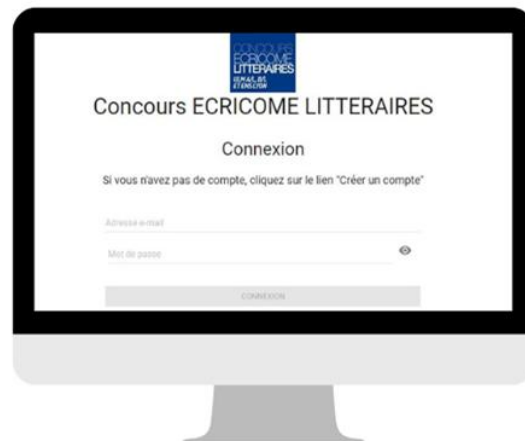 CONCOURS
ECRICOME
LITTERAIRES
Concours ECRICOME LITTERAIRES
Connexion
Si vous n'avez pas de compte, cliquez sur le lien "Créer un compte"
Adresse e-mail
Mot de passe
CONNEXION